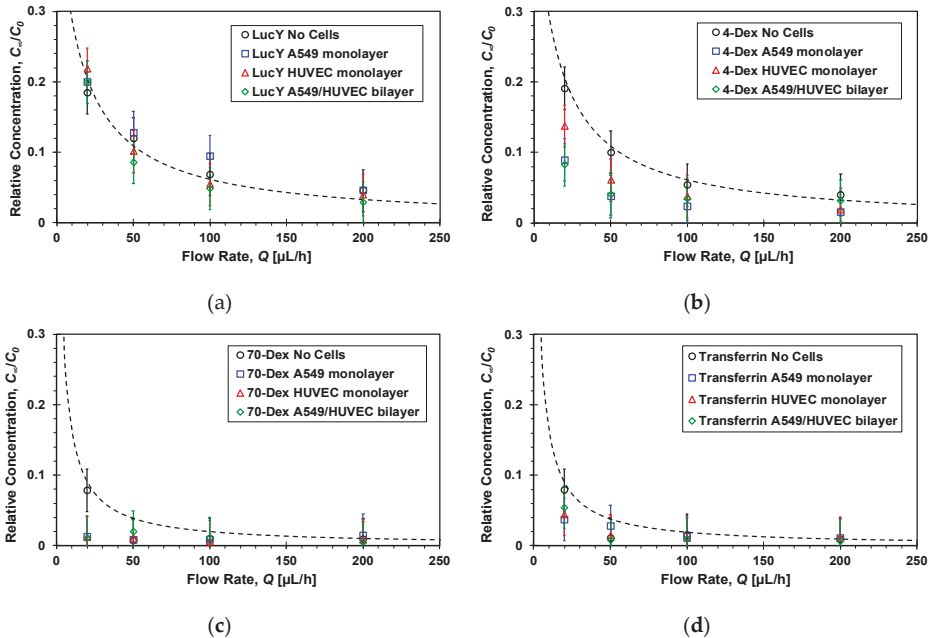 0.3
0.2
0.1
0
Relative Concentration, C∞/C0
LucY No Cells
LucY A549 monolayer
LucY HUVEC monolayer
LucY A549/HUVEC bilayer
0 50 100 150 200 250
Flow Rate, Q [µL/h]
(a)
0.3
0.2
0.1
0
Relative Concentration, C∞/C0
4-Dex No Cells
4-Dex A549 monolayer
4-Dex HUVEC monolayer
4-Dex A549/HUVEC bilayer
0 50 100 150 200 250
Flow Rate, Q [µL/h]
(b)
0.3
0.2
0.1
0
Relative Concentration, C∞/C0
70-Dex No Cells
70-Dex A549 monolayer
70-Dex HUVEC monolayer
70-Dex A549/HUVEC bilayer
0 50 100 150 200 250
Flow Rate, Q [µL/h]
(c)
0.3
0.2
0.1
0
Relative Concentration, C∞/C0
Transferrin No Cells
Transferrin A549 monolayer
Transferrin HUVEC monolayer
Transferrin A549/HUVEC bilayer
0 50 100 150 200 250
Flow Rate, Q [µL/h]
(d)